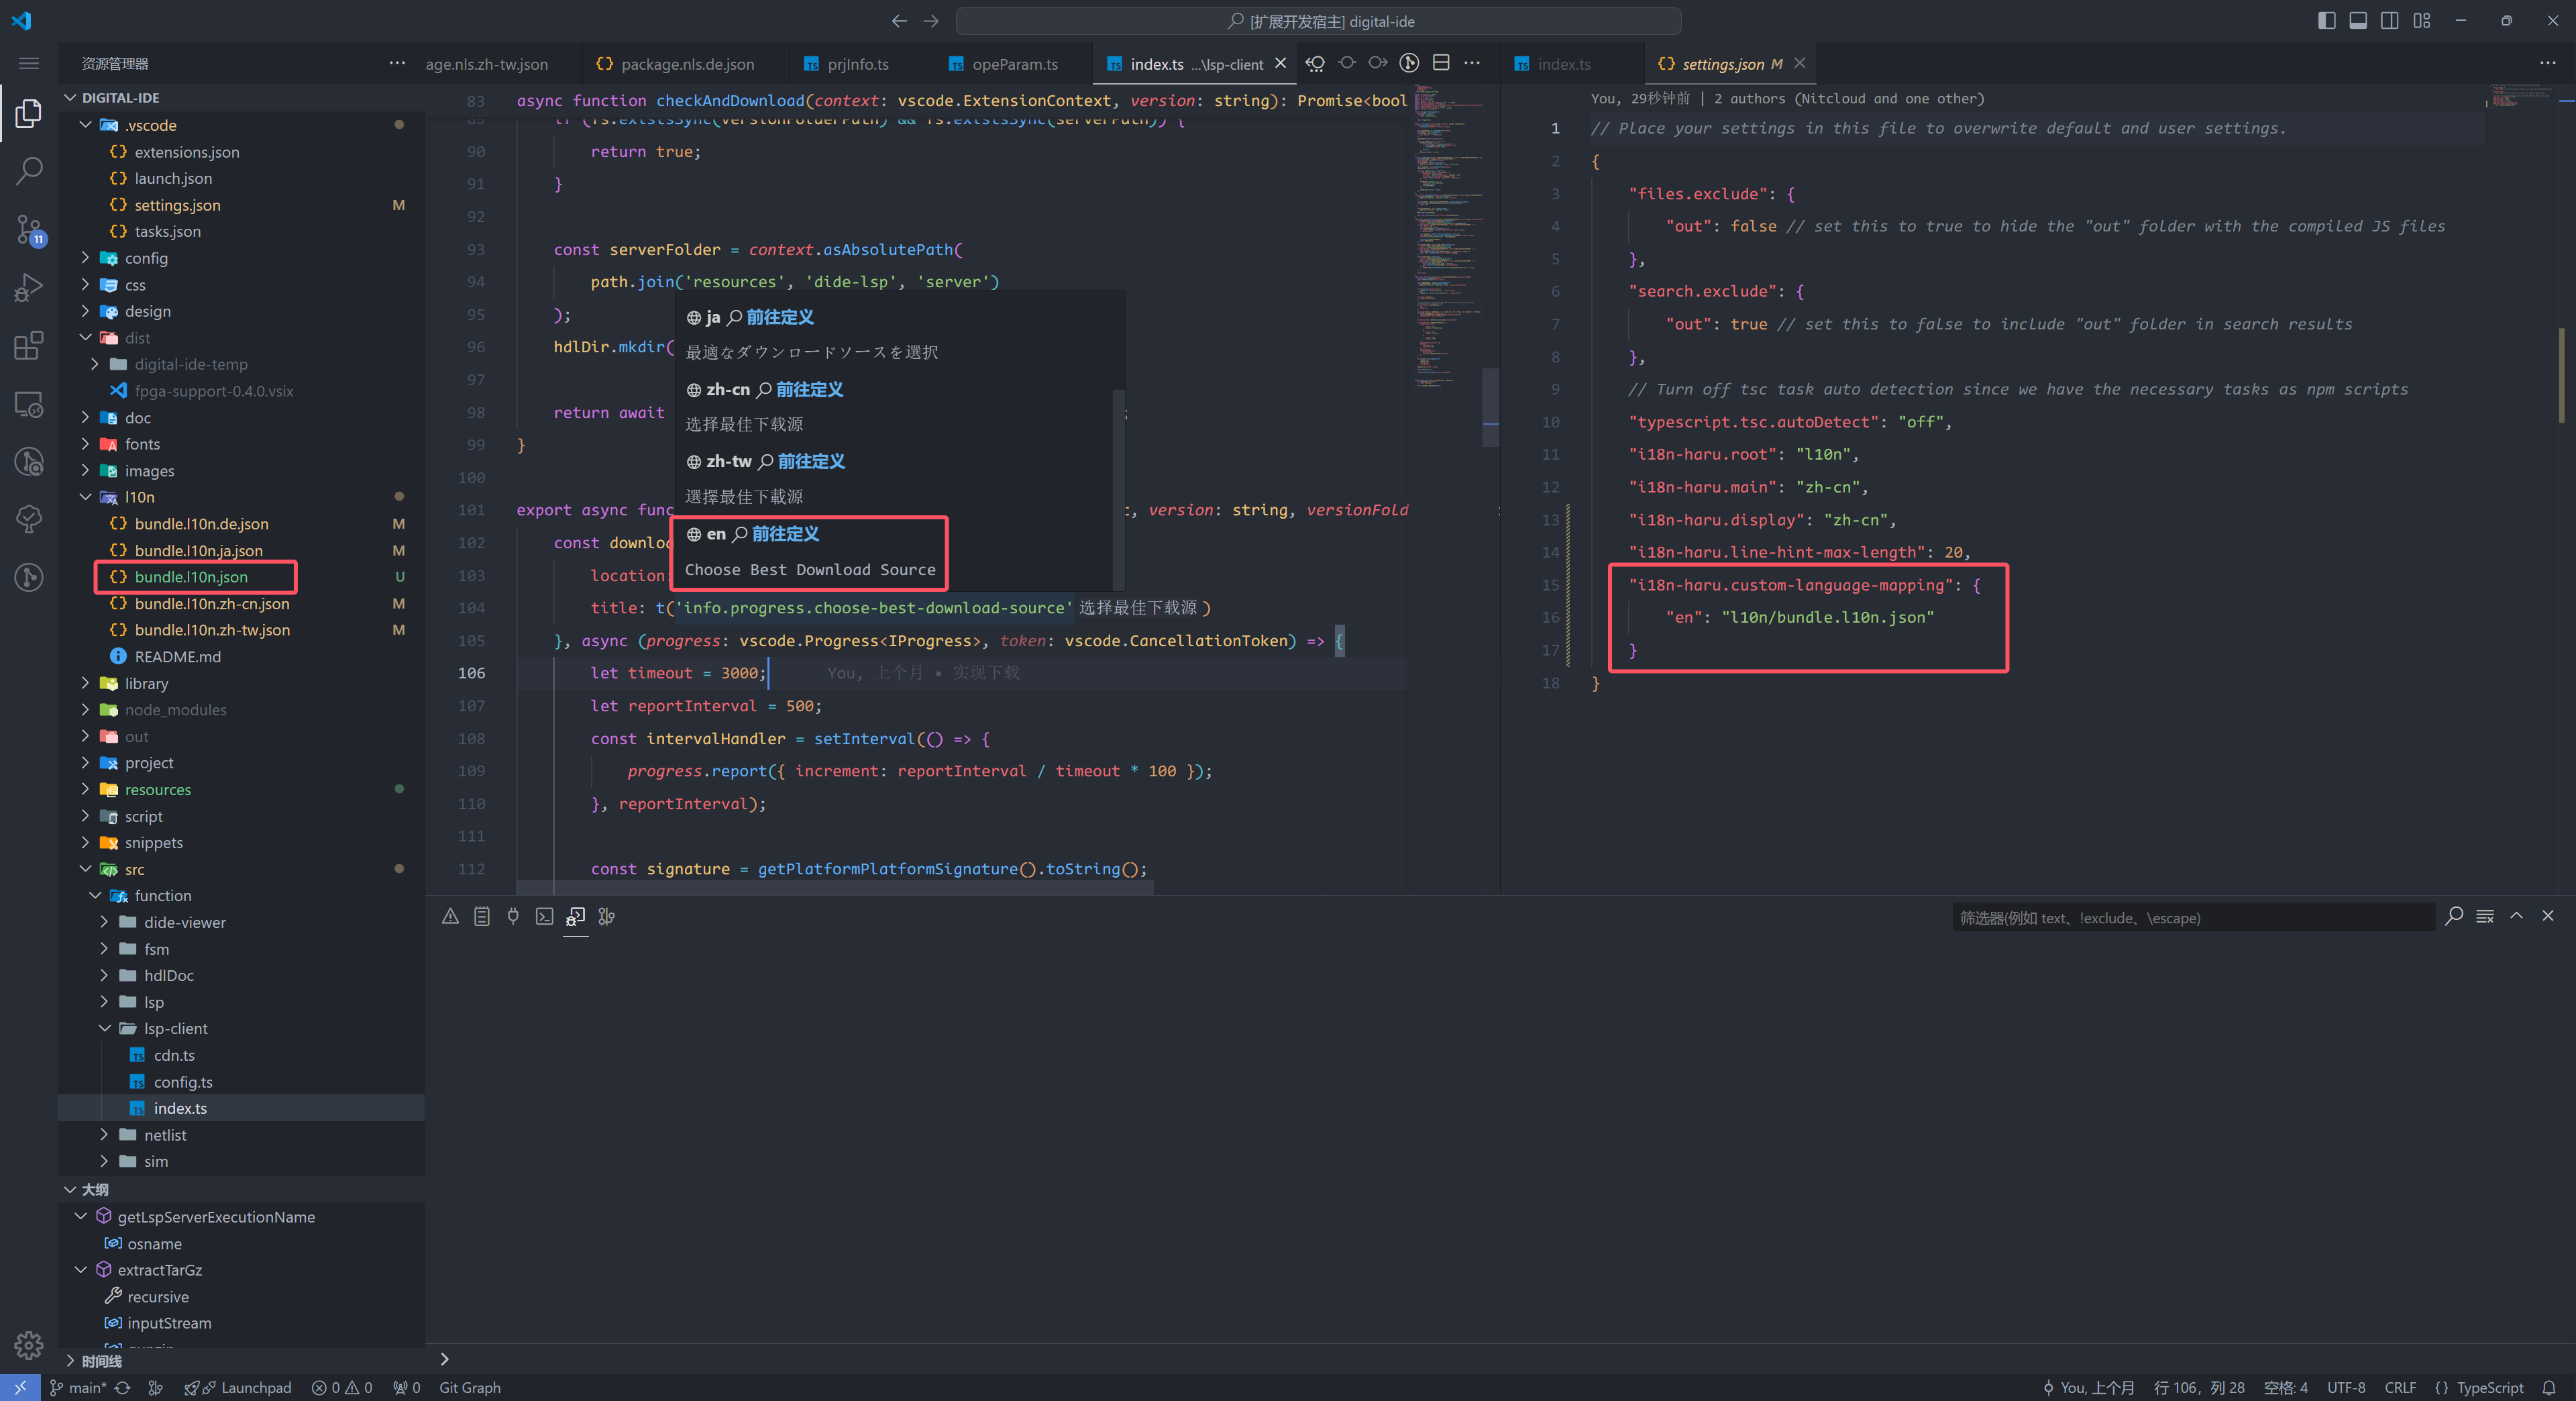 [扩展开发宿主] digital-ide
资源管理器
age.nls.zh-tw.json
package.nls.de.json
prjInfo.ts
opeParam.ts
index.ts ...\lsp-client
index.ts
settings.json M
DIGITAL-IDE
.vscode
extensions.json
launch.json
settings.json M
tasks.json
config
css
design
dist
digital-ide-temp
fpga-support-0.4.0.vsix
doc
fonts
images
l10n
bundle.l10n.de.json M
bundle.l10n.ja.json M
bundle.l10n.json U
bundle.l10n.zh-cn.json M
bundle.l10n.zh-tw.json M
README.md
library
node_modules
out
project
resources
script
snippets
src
function
dide-viewer
fsm
hdlDoc
lsp
lsp-client
cdn.ts
config.ts
index.ts
netlist
sim
大纲
getLspServerExecutionName
osname
extractTarGz
recursive
inputStream
时间线
11
83 async function checkAndDownload(context: vscode.ExtensionContext, version: string): Promise<bool
90 return true;
91 }
92
93 const serverFolder = context.asAbsolutePath(
94 path.join('resources', 'dide-lsp', 'server')
95 );
96 hdlDir.mkdir(
97
98 return await ;
99 }
100
101 export async func t, version: string, versionFold
102 const downloa
103 location:
104 title: t('info.progress.choose-best-download-source' 选择最佳下载源 )
105 }, async (progress: vscode.Progress<IProgress>, token: vscode.CancellationToken) => {
106 let timeout = 3000; You, 上个月 • 实现下载
107 let reportInterval = 500;
108 const intervalHandler = setInterval(() => {
109 progress.report({ increment: reportInterval / timeout * 100 });
110 }, reportInterval);
111
112 const signature = getPlatformPlatformSignature().toString();
ja 前往定义
最適なダウンロードソースを選択
zh-cn 前往定义
选择最佳下载源
zh-tw 前往定义
選擇最佳下載源
en 前往定义
Choose Best Download Source
You, 29秒钟前 | 2 authors (Nitcloud and one other)
1 // Place your settings in this file to overwrite default and user settings.
2 {
3 "files.exclude": {
4 "out": false // set this to true to hide the "out" folder with the compiled JS files
5 },
6 "search.exclude": {
7 "out": true // set this to false to include "out" folder in search results
8 },
9 // Turn off tsc task auto detection since we have the necessary tasks as npm scripts
10 "typescript.tsc.autoDetect": "off",
11 "i18n-haru.root": "l10n",
12 "i18n-haru.main": "zh-cn",
13 "i18n-haru.display": "zh-cn",
14 "i18n-haru.line-hint-max-length": 20,
15 "i18n-haru.custom-language-mapping": {
16 "en": "l10n/bundle.l10n.json"
17 }
18 }
筛选器(例如 text、!exclude、\escape)
main* Launchpad 0 0 0 Git Graph
You, 上个月 行 106，列 28 空格: 4 UTF-8 CRLF {} TypeScript